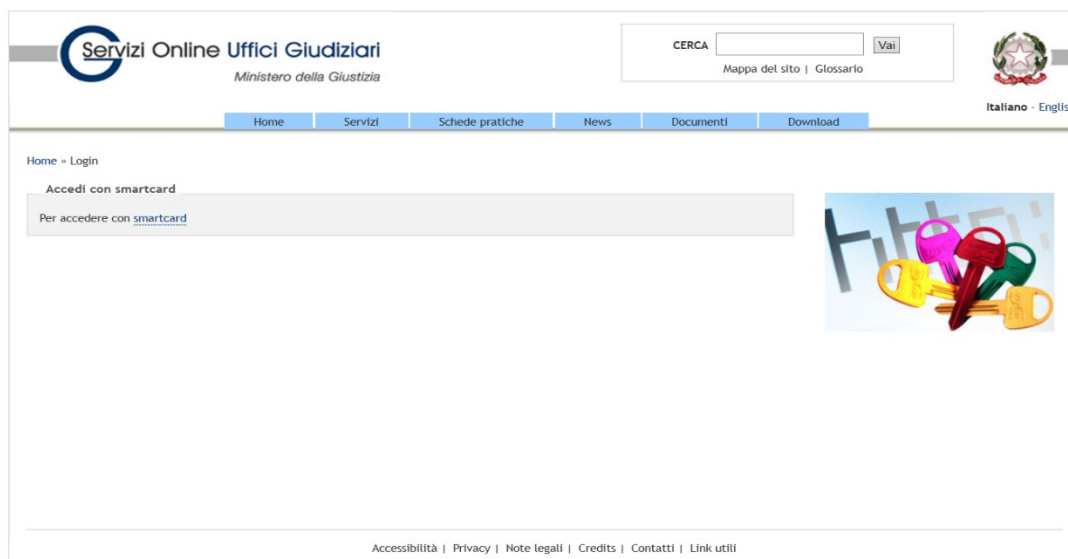 Servizi Online Uffici Giudiziari
Ministero della Giustizia
CERCA Vai
Mappa del sito | Glossario
Italiano - Englis
Home Servizi Schede pratiche News Documenti Download
Home » Login
Accedi con smartcard
Per accedere con smartcard
Accessibilità | Privacy | Note legali | Credits | Contatti | Link utili